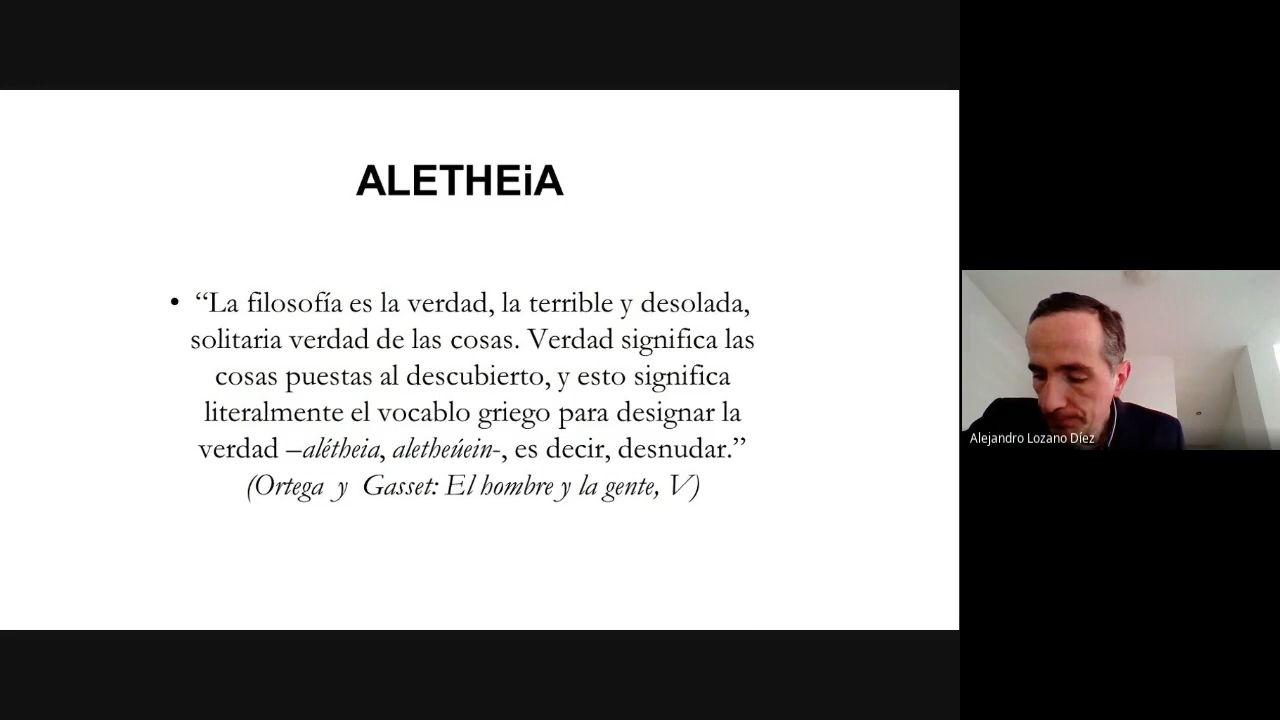 ALETHEiA
• “La filosofía es la verdad, la terrible y desolada,
solitaria verdad de las cosas. Verdad significa las
cosas puestas al descubierto, y esto significa
literalmente el vocablo griego para designar la
verdad –alétheia, aletheúein-, es decir, desnudar.”
(Ortega y Gasset: El hombre y la gente, V)
Alejandro Lozano Díez